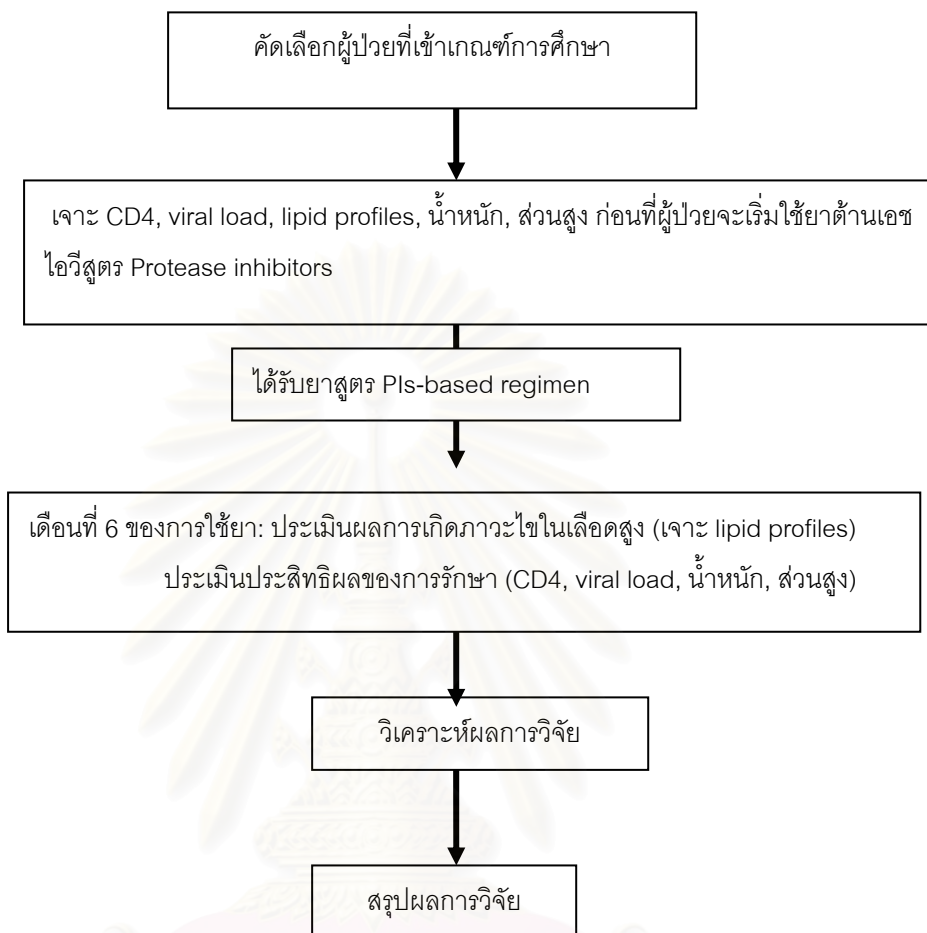 คัดเลือกผู้ป่วยที่เข้าเกณฑ์การศึกษา
เจาะ CD4, viral load, lipid profiles, น้ำหนัก, ส่วนสูง ก่อนที่ผู้ป่วยจะเริ่มใช้ยาต้านเอช
ไอวีสูตร Protease inhibitors
ได้รับยาสูตร PIs-based regimen
เดือนที่ 6 ของการใช้ยา: ประเมินผลการเกิดภาวะไขในเลือดสูง (เจาะ lipid profiles)
ประเมินประสิทธิผลของการรักษา (CD4, viral load, น้ำหนัก, ส่วนสูง)
วิเคราะห์ผลการวิจัย
สรุปผลการวิจัย